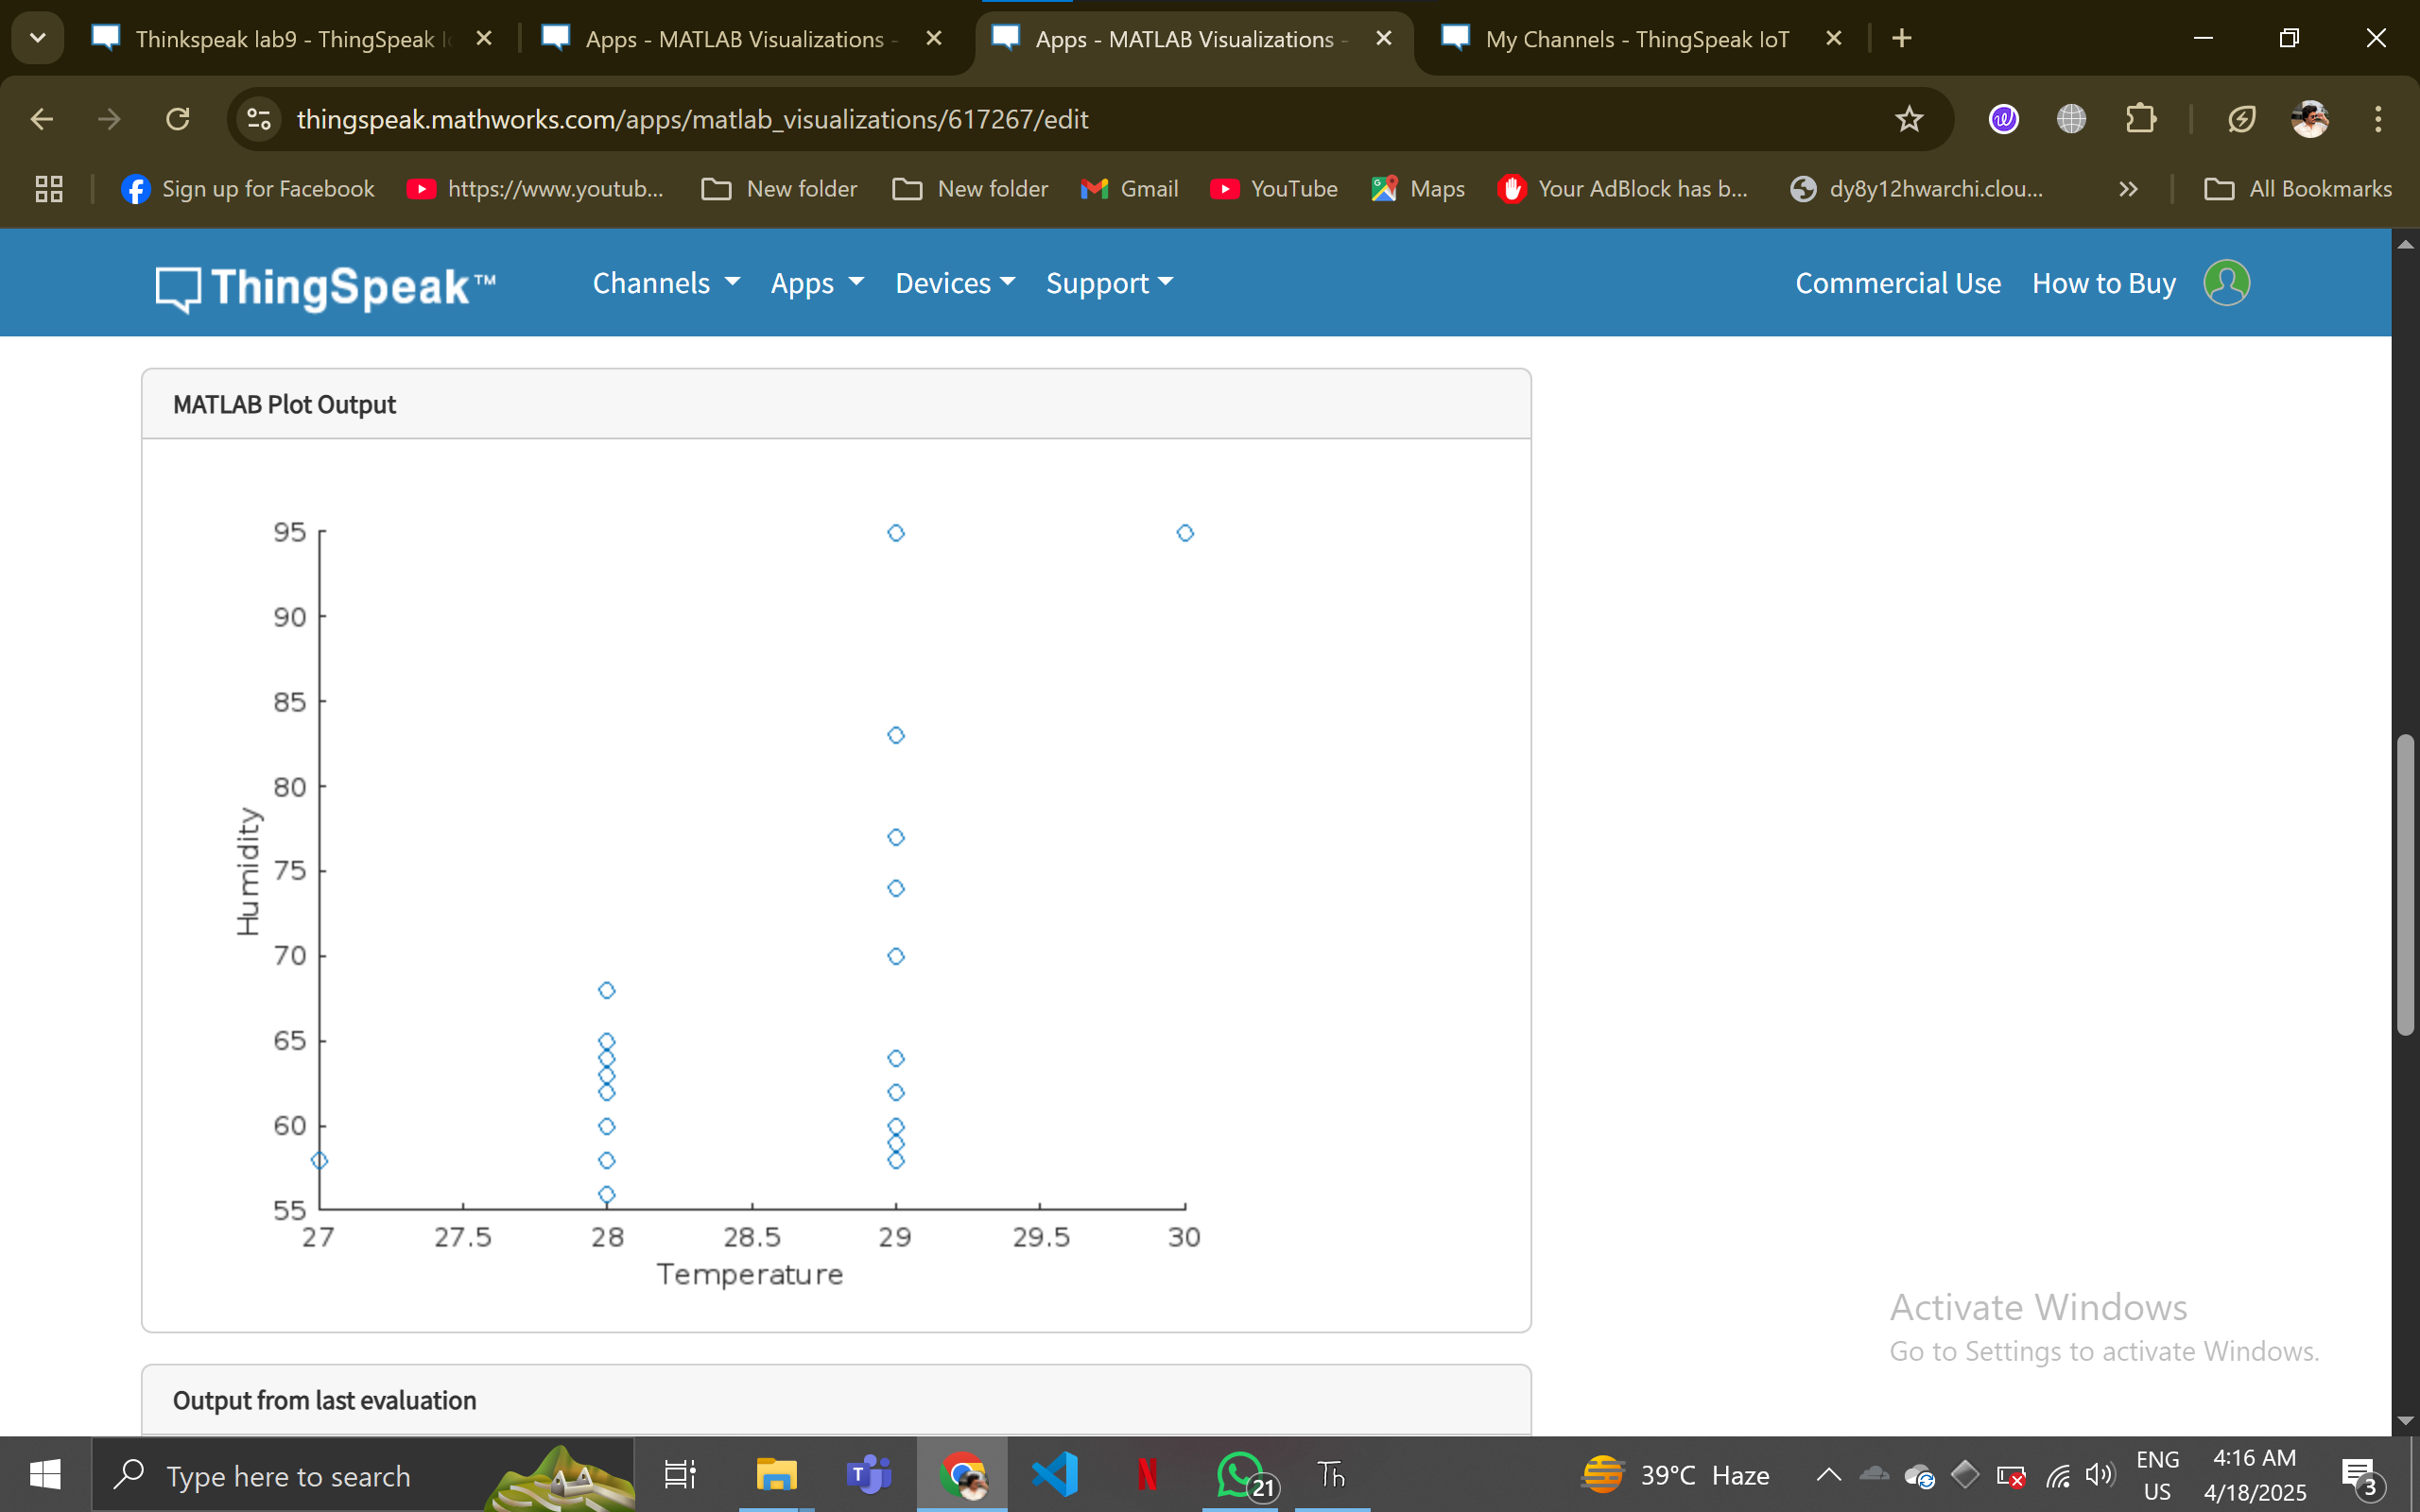 Thinkspeak lab9 - ThingSpeak
Apps - MATLAB Visualizations -
Apps - MATLAB Visualizations -
My Channels - ThingSpeak IoT
thingspeak.mathworks.com/apps/matlab_visualizations/617267/edit
Sign up for Facebook
https://www.youtub...
New folder
New folder
Gmail
YouTube
Maps
Your AdBlock has b...
dy8y12hwarchi.clou...
All Bookmarks
ThingSpeak™
Channels
Apps
Devices
Support
Commercial Use
How to Buy
MATLAB Plot Output
95
90
85
80
75
70
65
60
55
Humidity
27
27.5
28
28.5
29
29.5
30
Temperature
Activate Windows
Go to Settings to activate Windows.
Output from last evaluation
Type here to search
T
N
21
Th
39°C Haze
ENG
US
4:16 AM
4/18/2025
3